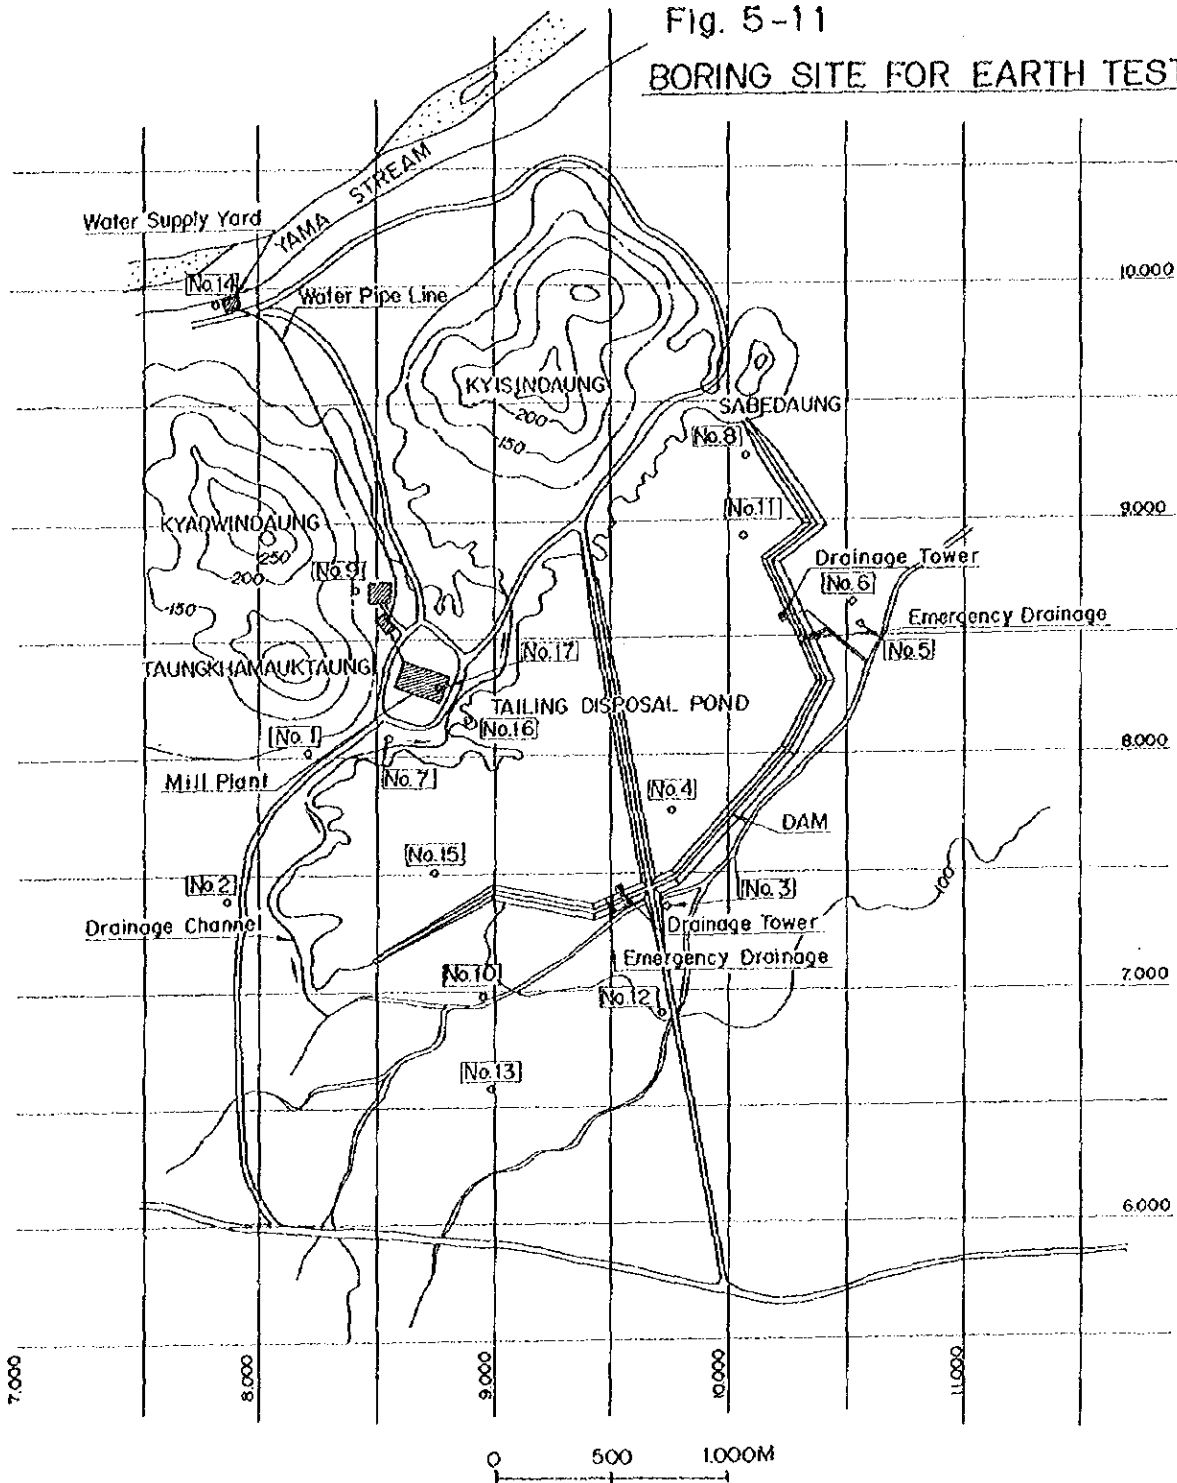 Fig. 5-11
BORING SITE FOR EARTH TEST
YAMA STREAM
Water Supply Yard
[No.14]
Water Pipe Line
10.000
KYISINDAUNG
200
150
SABEDAUNG
[No.8]
KYAUWINDAUNG
250
200
150
[No.11]
9.000
[No.9]
Drainage Tower
[No.6]
Emergency Drainage
[No.5]
TAUNGKHAMAUKTAUNG
[No.17]
TAILING DISPOSAL POND
[No.16]
[No.1]
8.000
Mill Plant
[No.7]
[No.4]
DAM
[No.15]
100
[No.2]
[No.3]
Drainage Channel
Drainage Tower
Emergency Drainage
[No.10]
7.000
[No.12]
[No.13]
6.000
7.000
8.000
9.000
10.000
11.000
0 500 1.000M